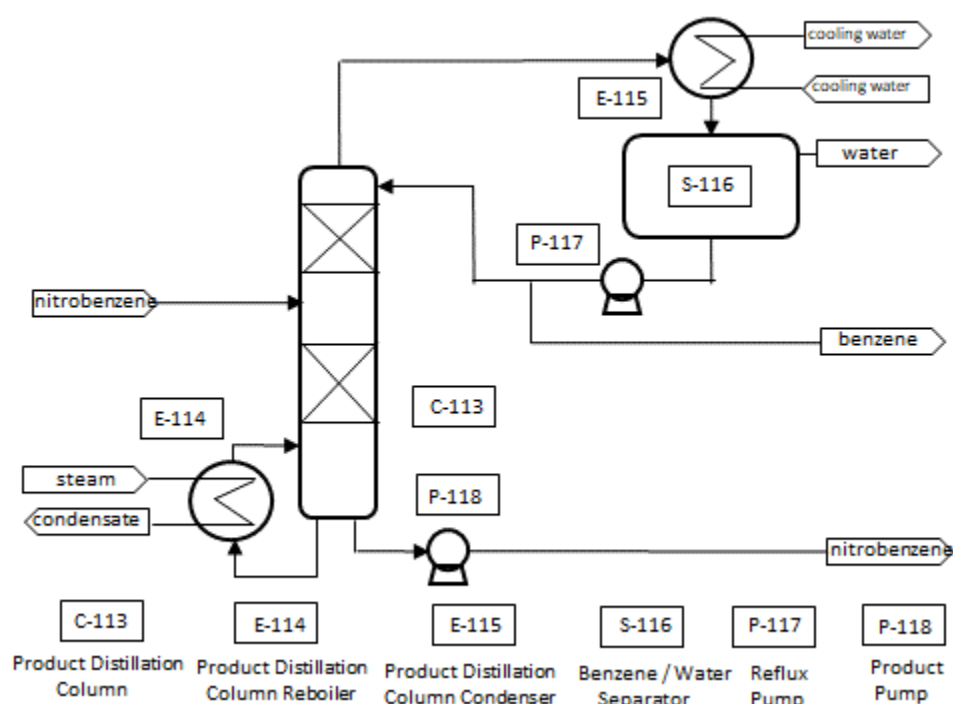 cooling water
cooling water
E-115
water
S-116
P-117
nitrobenzene
benzene
C-113
E-114
steam
P-118
condensate
nitrobenzene
C-113
E-114
E-115
S-116
P-117
P-118
Product Distillation
Column
Product Distillation
Column Reboiler
Product Distillation
Column Condenser
Benzene / Water
Separator
Reflux
Pump
Product
Pump